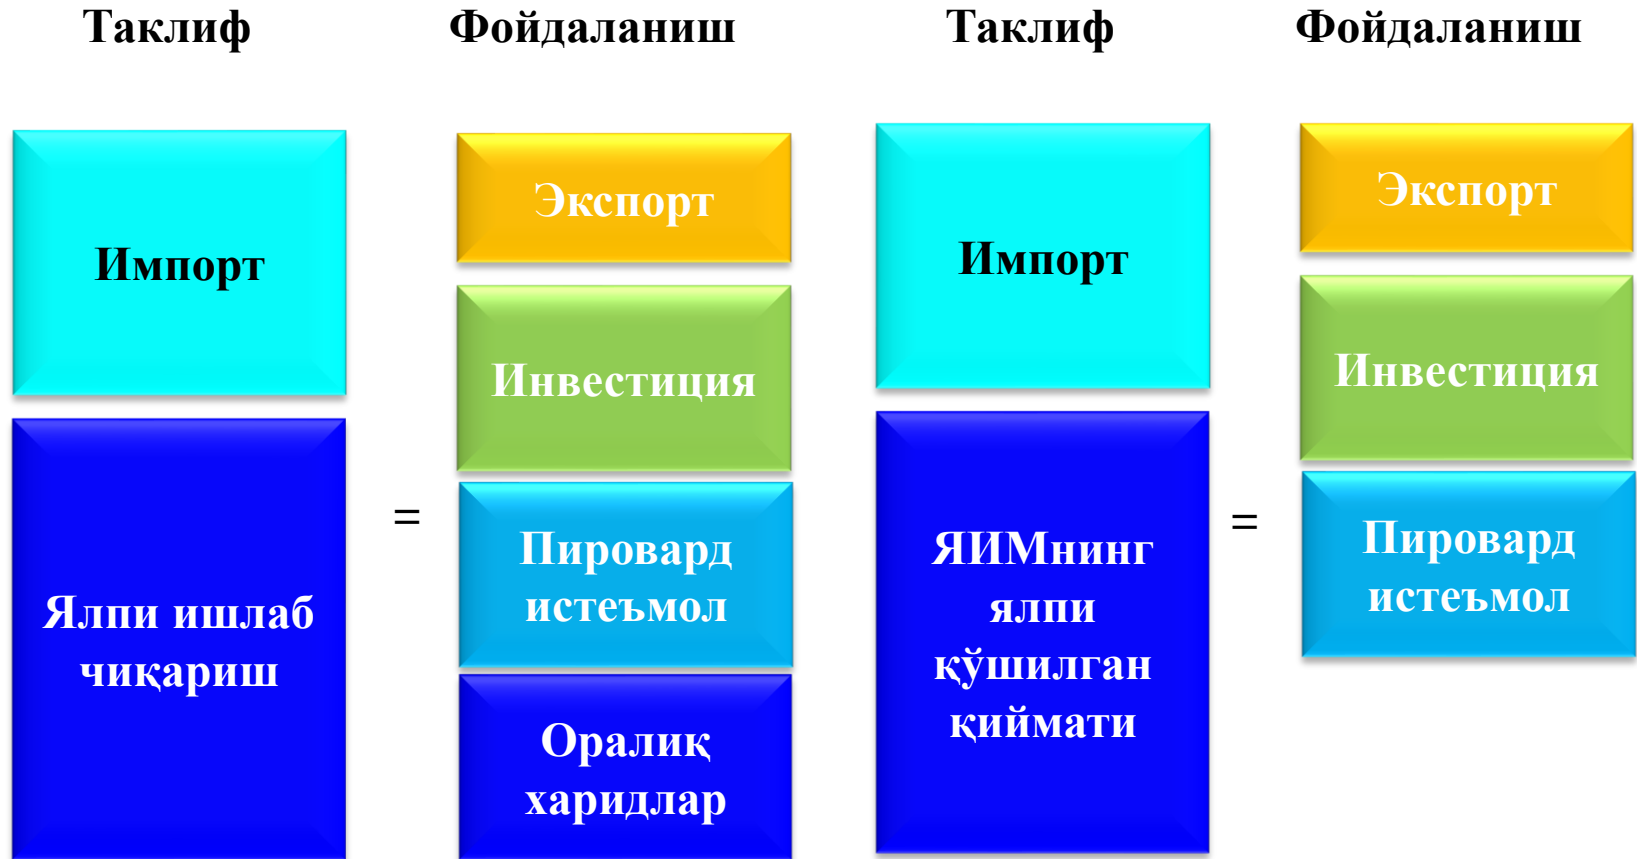 Таклиф
Фойдаланиш
Таклиф
Фойдаланиш
Импорт
Ялпи ишлаб
чиқариш
=
Экспорт
Инвестиция
Пировард
истеъмол
Оралиқ
харидлар
Импорт
ЯИМнинг
ялпи
қўшилган
қиймати
=
Экспорт
Инвестиция
Пировард
истеъмол